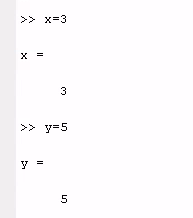 >> x=3
x =
3
>> y=5
y =
5